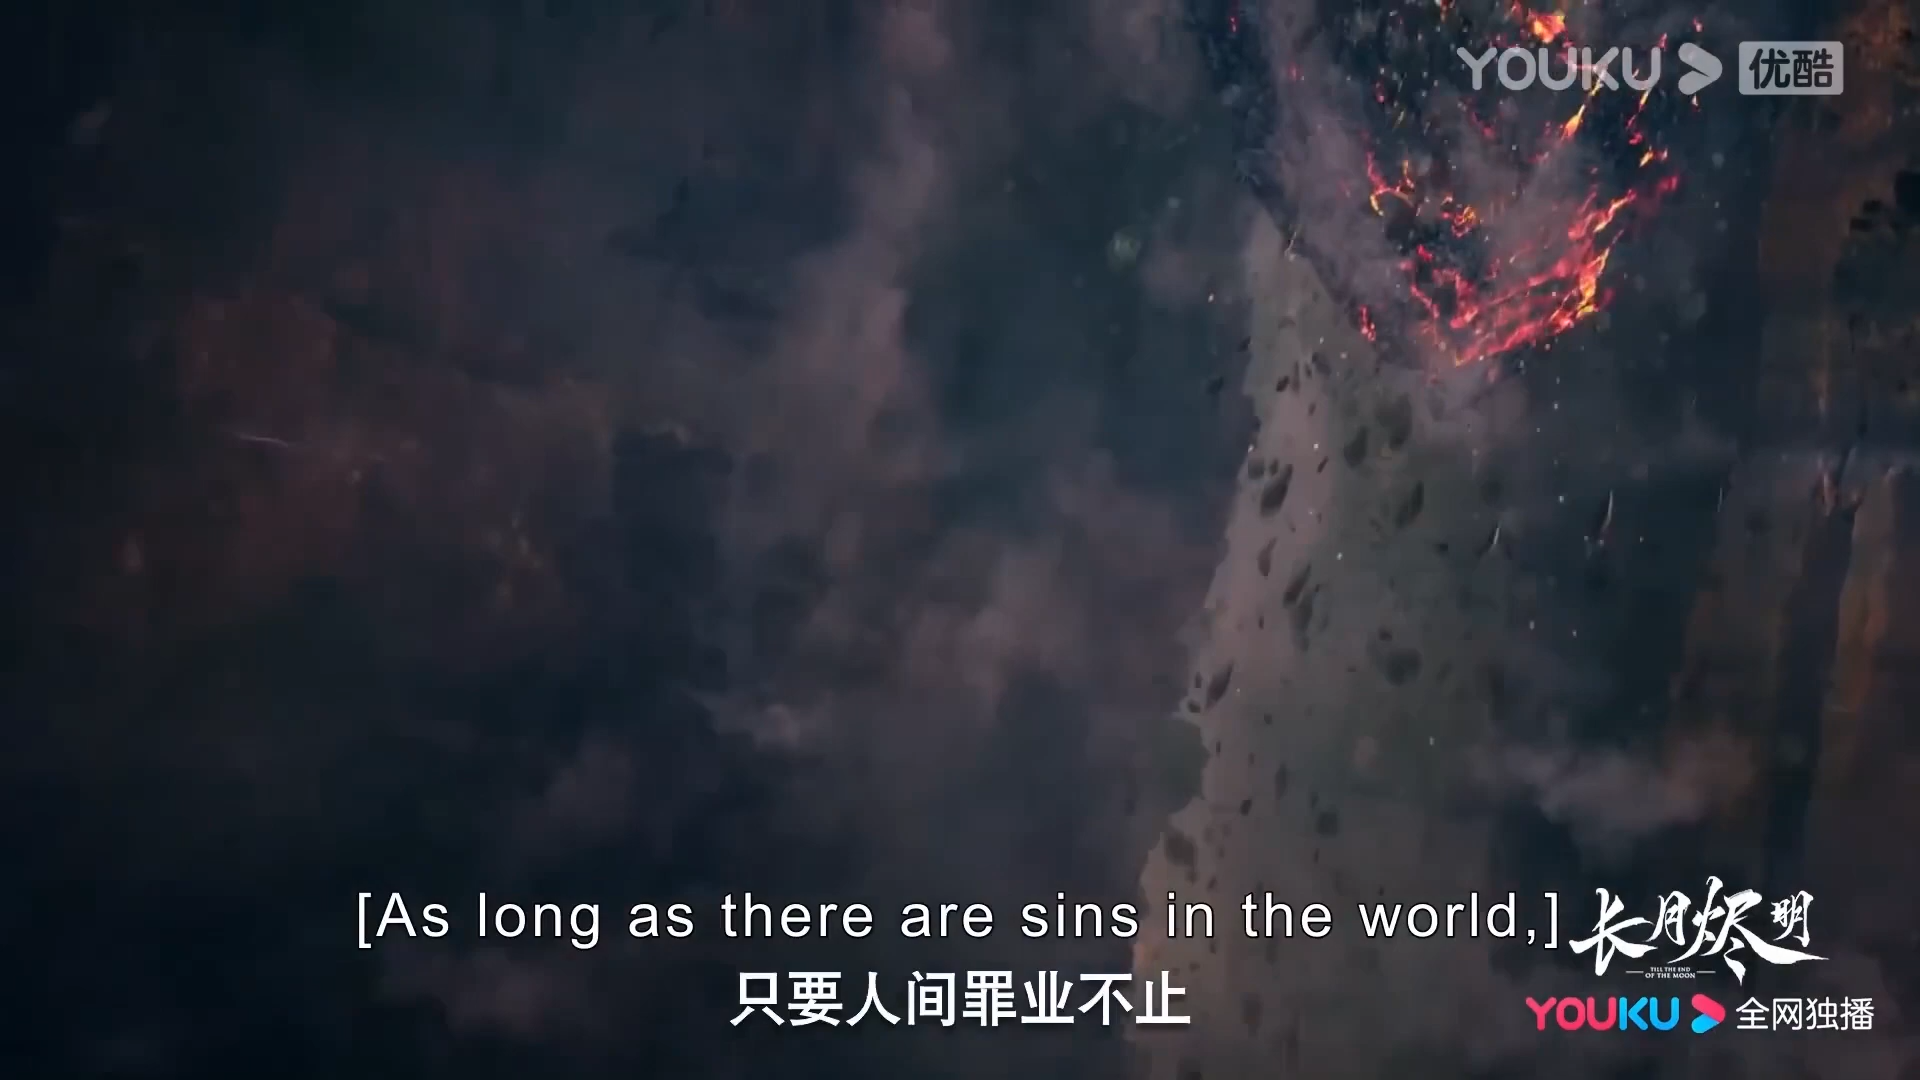 YOUKU 优酷
[As long as there are sins in the world,]
只要人间罪业不止
长月烬明
TILL THE END
OF THE MOON
YOUKU 全网独播